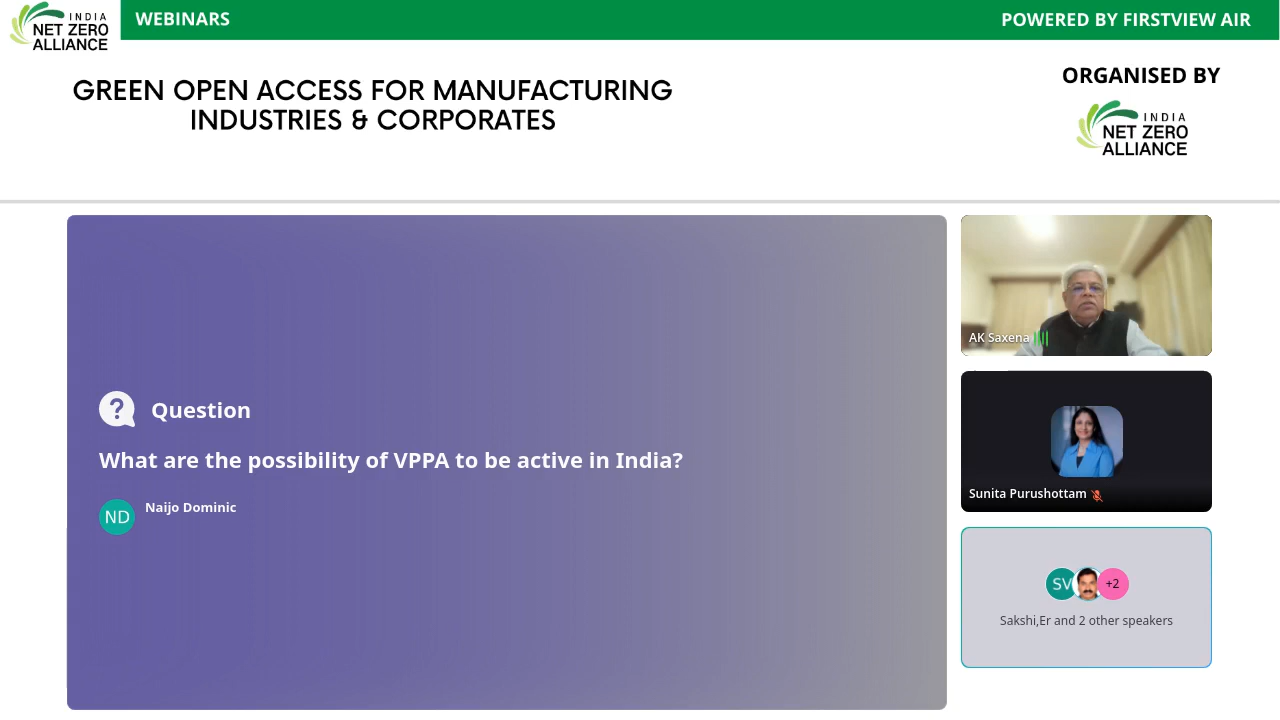 INDIA
NET ZERO
ALLIANCE
WEBINARS
POWERED BY FIRSTVIEW AIR
GREEN OPEN ACCESS FOR MANUFACTURING
INDUSTRIES & CORPORATES
ORGANISED BY
INDIA
NET ZERO
ALLIANCE
? Question
What are the possibility of VPPA to be active in India?
ND Naijo Dominic
AK Saxena
Sunita Purushottam
SV +2
Sakshi,Er and 2 other speakers